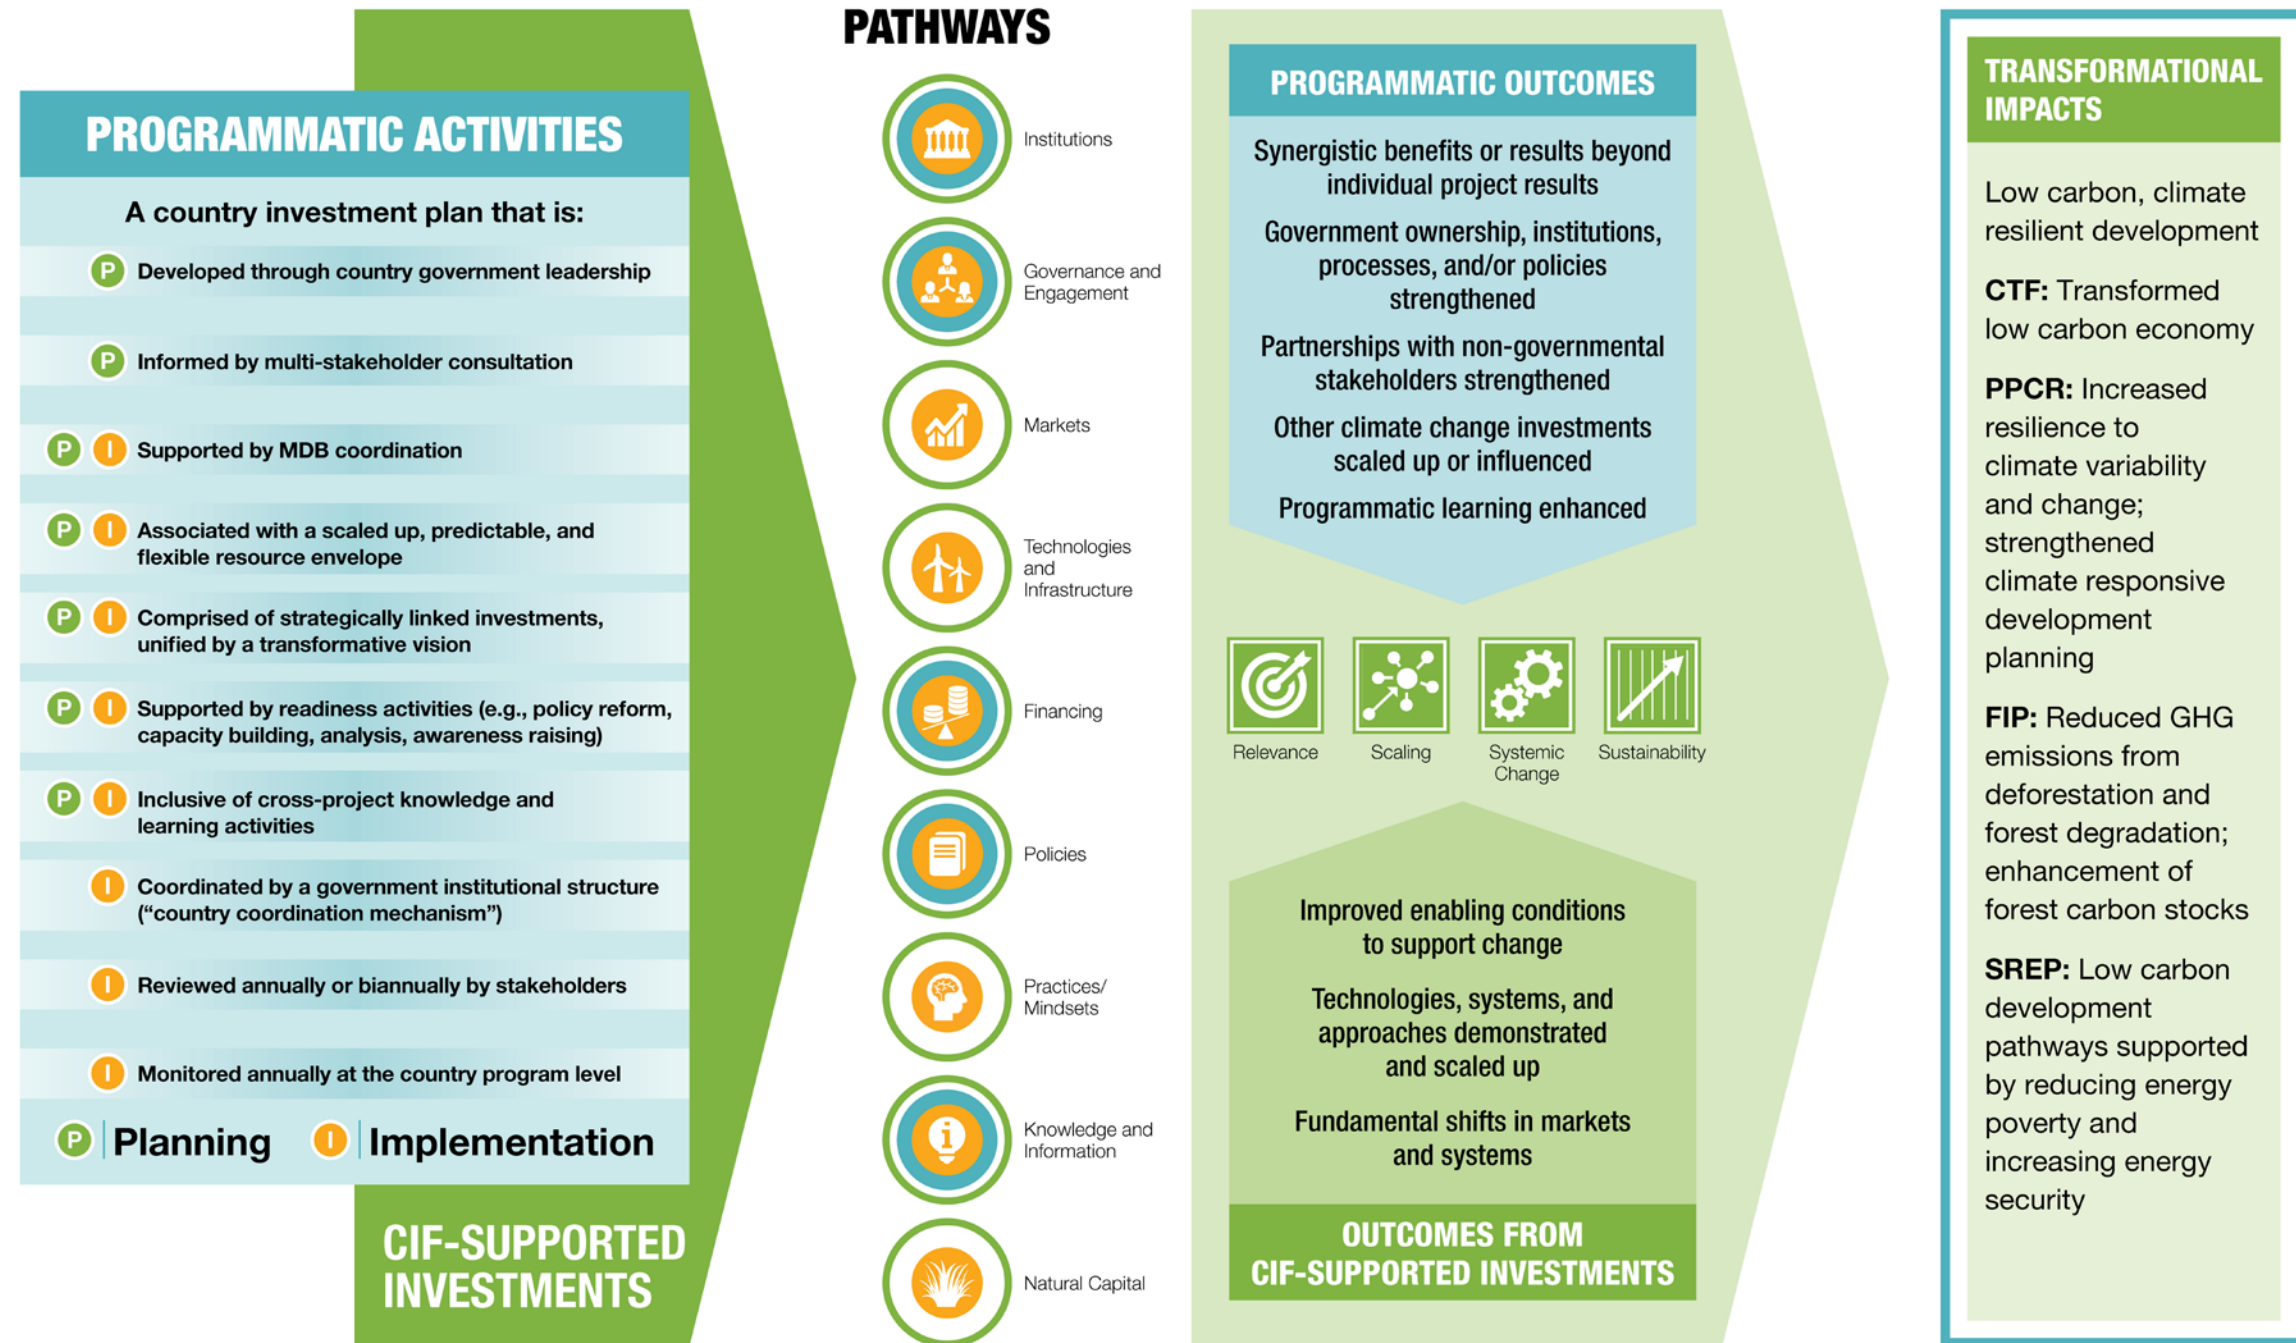 PROGRAMMATIC ACTIVITIES
A country investment plan that is:
P Developed through country government leadership
P Informed by multi-stakeholder consultation
P I Supported by MDB coordination
P I Associated with a scaled up, predictable, and
flexible resource envelope
P I Comprised of strategically linked investments,
unified by a transformative vision
P I Supported by readiness activities (e.g., policy reform,
capacity building, analysis, awareness raising)
P I Inclusive of cross-project knowledge and
learning activities
I Coordinated by a government institutional structure
(“country coordination mechanism”)
I Reviewed annually or biannually by stakeholders
I Monitored annually at the country program level
P Planning I Implementation
CIF-SUPPORTED
INVESTMENTS
PATHWAYS
Institutions
Governance and
Engagement
Markets
Technologies
and
Infrastructure
Financing
Policies
Practices/
Mindsets
i
Knowledge and
Information
Natural Capital
PROGRAMMATIC OUTCOMES
Synergistic benefits or results beyond
individual project results
Government ownership, institutions,
processes, and/or policies
strengthened
Partnerships with non-governmental
stakeholders strengthened
Other climate change investments
scaled up or influenced
Programmatic learning enhanced
Relevance
Scaling
Systemic
Change
Sustainability
Improved enabling conditions
to support change
Technologies, systems, and
approaches demonstrated
and scaled up
Fundamental shifts in markets
and systems
OUTCOMES FROM
CIF-SUPPORTED INVESTMENTS
TRANSFORMATIONAL
IMPACTS
Low carbon, climate
resilient development
CTF: Transformed
low carbon economy
PPCR: Increased
resilience to
climate variability
and change;
strengthened
climate responsive
development
planning
FIP: Reduced GHG
emissions from
deforestation and
forest degradation;
enhancement of
forest carbon stocks
SREP: Low carbon
development
pathways supported
by reducing energy
poverty and
increasing energy
security